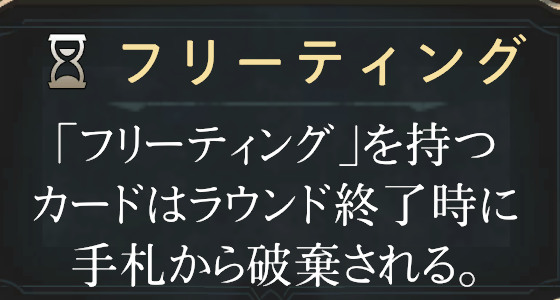 フリーティング
「フリーティング」を持つ
カードはラウンド終了時に
手札から破棄される。